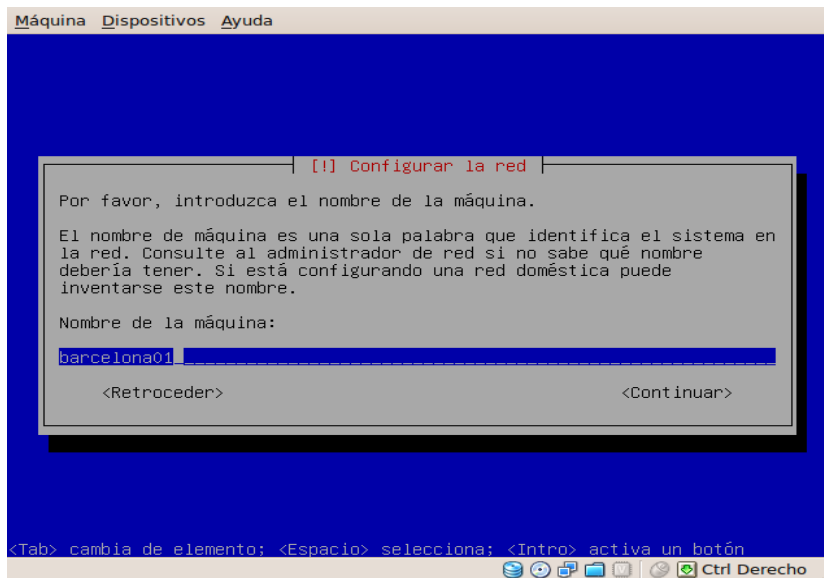 Máquina Dispositivos Ayuda
[!] Configurar la red
Por favor, introduzca el nombre de la máquina.
El nombre de máquina es una sola palabra que identifica el sistema en
la red. Consulte al administrador de red si no sabe qué nombre
debería tener. Si está configurando una red doméstica puede
inventarse este nombre.
Nombre de la máquina:
barcelona01
<Retroceder> <Continuar>
<Tab> cambia de elemento; <Espacio> selecciona; <Intro> activa un botón
Ctrl Derecho